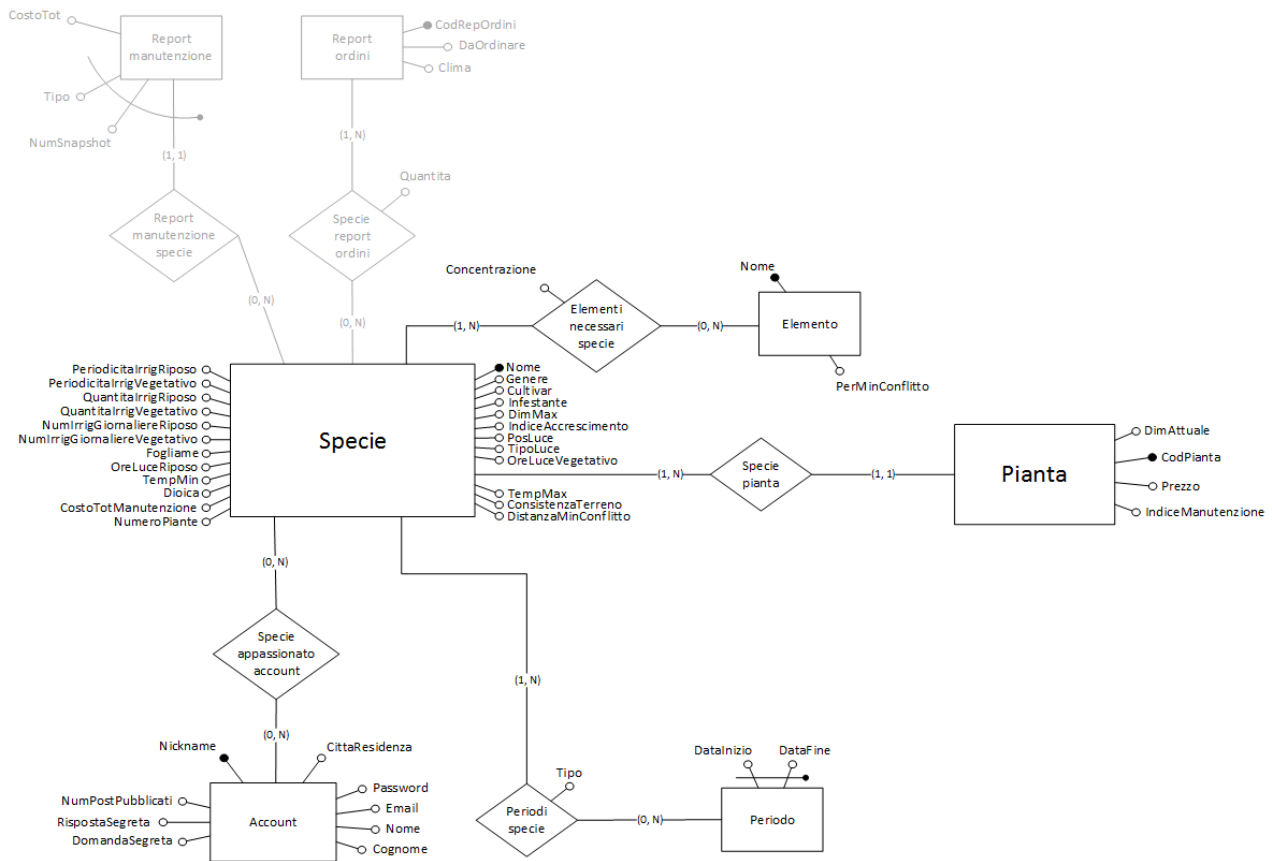 CostoTot
Report
manutenzione
Tipo
NumSnapshot
(1, 1)
Report
manutenzione
specie
(0, N)
Report
ordini
CodRepOrdini
DaOrdinare
Clima
(1, N)
Quantita
Specie
report
ordini
(0, N)
Concentrazione
(1, N)
Elementi
necessari
specie
(0, N)
Nome
Elemento
PerMinConflitto
PeriodicitaIrrigRiposo
PeriodicitaIrrigVegetativo
QuantitaIrrigRiposo
QuantitaIrrigVegetativo
NumIrrigGiornaliereRiposo
NumIrrigGiornaliereVegetativo
Fogliame
OreLuceRiposo
TempMin
Dioica
CostoTotManutenzione
NumeroPiante
Specie
Nome
Genere
Cultivar
Infestante
DimMax
IndiceAccrescimento
PosLuce
TipoLuce
OreLuceVegetativo
TempMax
ConsistenzaTerreno
DistanzaMinConflitto
(1, N)
Specie
pianta
(1, 1)
Pianta
DimAttuale
CodPianta
Prezzo
IndiceManutenzione
(0, N)
Specie
appassionato
account
(0, N)
Nickname
CittaResidenza
NumPostPubblicati
RispostaSegreta
DomandaSegreta
Account
Password
Email
Nome
Cognome
(1, N)
Tipo
Periodi
specie
(0, N)
DataInizio
DataFine
Periodo